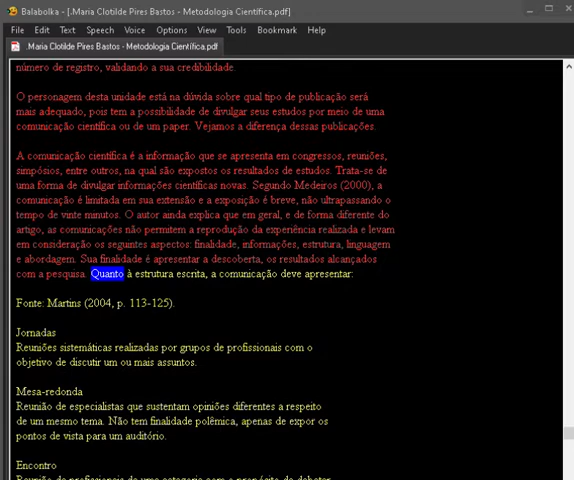 Balabolka - [.Maria Clotilde Pires Bastos - Metodologia Científica.pdf]
File Edit Text Speech Voice Options View Tools Bookmark Help
.Maria Clotilde Pires Bastos - Metodologia Científica.pdf
número de registro, validando a sua credibilidade.
O personagem desta unidade está na dúvida sobre qual tipo de publicação será
mais adequado, pois tem a possibilidade de divulgar seus estudos por meio de uma
comunicação científica ou de um paper. Vejamos a diferença dessas publicações.
A comunicação científica é a informação que se apresenta em congressos, reuniões,
simpósios, entre outros, na qual são expostos os resultados de estudos. Trata-se de
uma forma de divulgar informações científicas novas. Segundo Medeiros (2000), a
comunicação é limitada em sua extensão e a exposição é breve, não ultrapassando o
tempo de vinte minutos. O autor ainda explica que em geral, e de forma diferente do
artigo, as comunicações não permitem a reprodução da experiência realizada e levam
em consideração os seguintes aspectos: finalidade, informações, estrutura, linguagem
e abordagem. Sua finalidade é apresentar a descoberta, os resultados alcançados
com a pesquisa. Quanto à estrutura escrita, a comunicação deve apresentar:
Fonte: Martins (2004, p. 113-125).
Jornadas
Reuniões sistemáticas realizadas por grupos de profissionais com o
objetivo de discutir um ou mais assuntos.
Mesa-redonda
Reunião de especialistas que sustentam opiniões diferentes a respeito
de um mesmo tema. Não tem finalidade polêmica, apenas de expor os
pontos de vista para um auditório.
Encontro
Reunião de profissionais de uma categoria com o propósito de debater